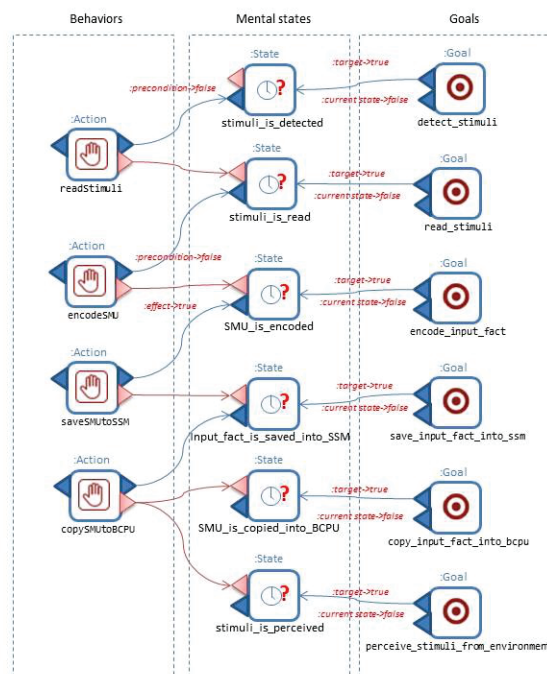 Behaviors
Mental states
Goals
:State
:Goal
:target->true
:precondition->false
:current state->false
stimuli_is_detected
detect_stimuli
:Action
:State
:Goal
:target->true
readStimuli
:current state->false
stimuli_is_read
read_stimuli
:Action
:State
:Goal
:precondition->false
:target->true
encodeSMU
:effect->true
:current state->false
SMU_is_encoded
encode_input_fact
:Action
:State
:Goal
:target->true
saveSMUtoSSM
:current state->false
input_fact_is_saved_into_SSM
save_input_fact_into_ssm
:Action
:State
:Goal
:target->true
copySMUtoBCPU
:current state->false
SMU_is_copied_into_BCPU
copy_input_fact_into_bcpu
:State
:Goal
:target->true
:current state->false
stimuli_is_perceived
perceive_stimuli_from_environmen